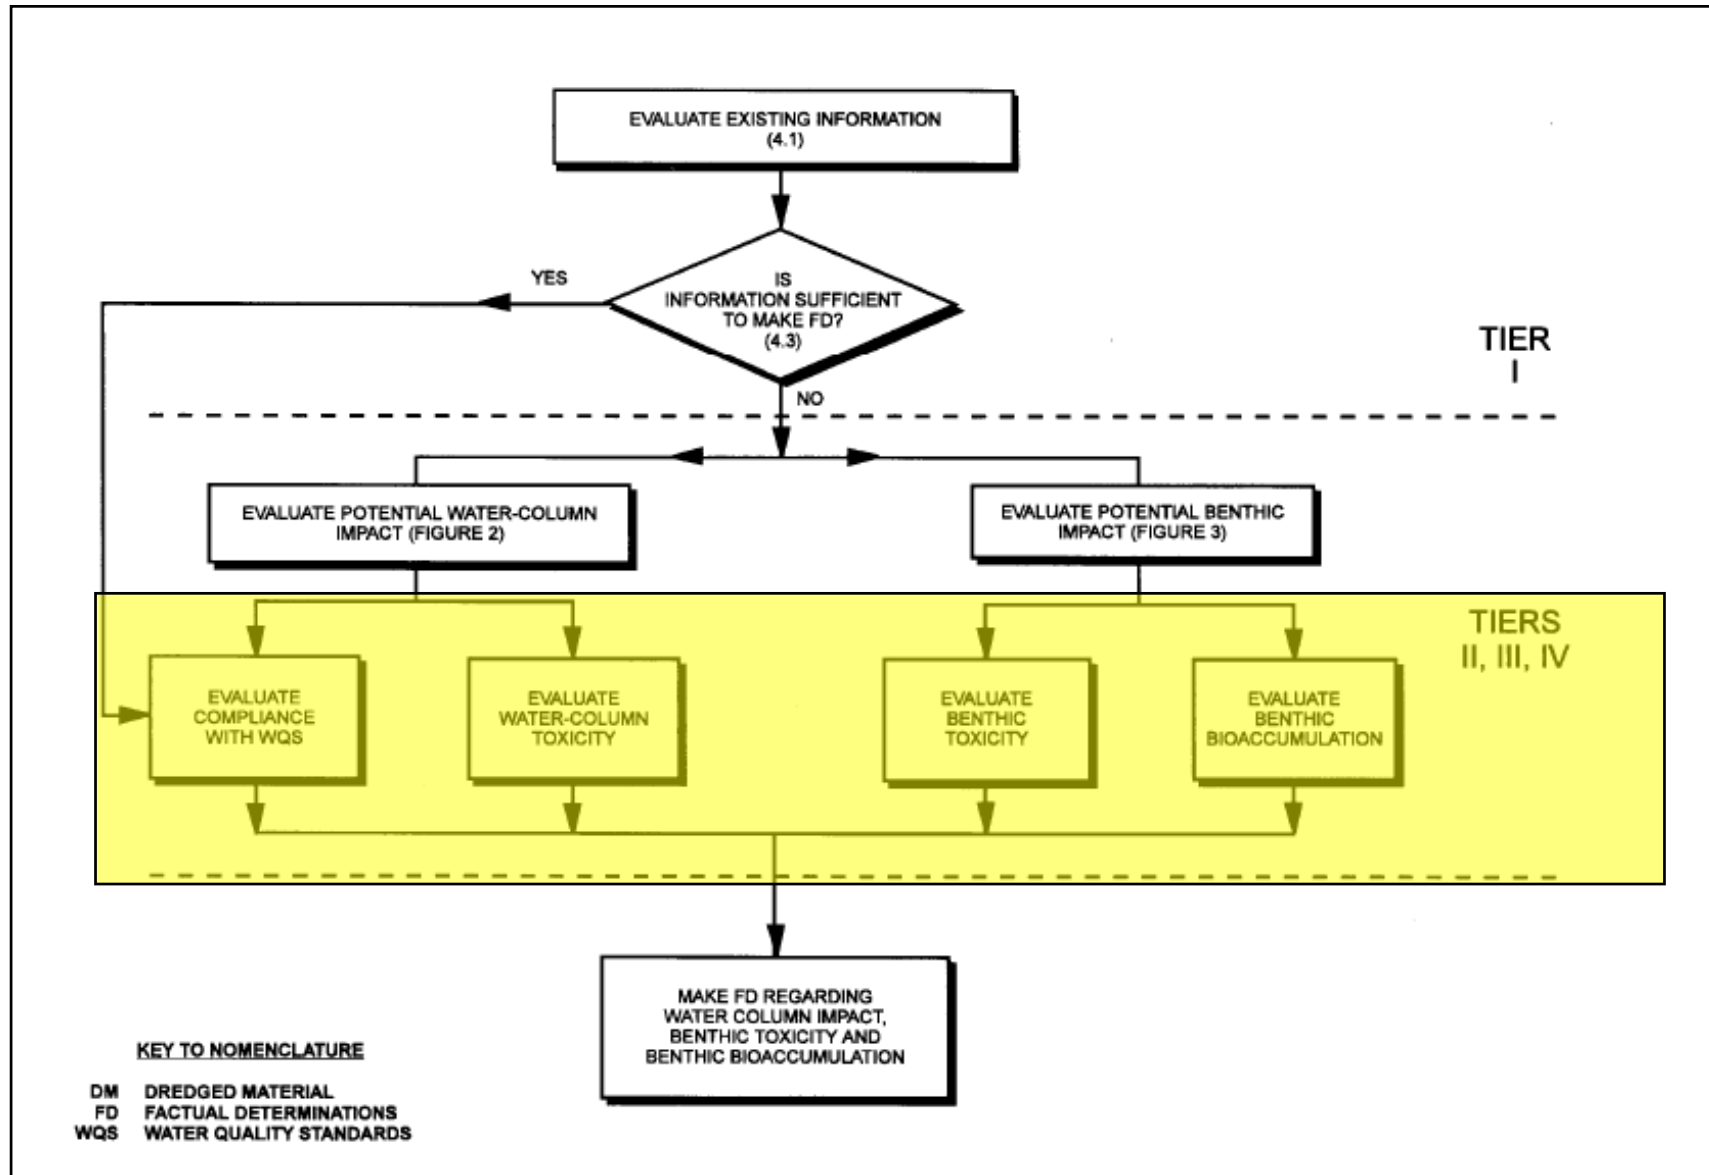 EVALUATE EXISTING INFORMATION
(4.1)
YES
IS
INFORMATION SUFFICIENT
TO MAKE FD?
(4.3)
TIER
I
NO
EVALUATE POTENTIAL WATER-COLUMN
IMPACT (FIGURE 2)
EVALUATE POTENTIAL BENTHIC
IMPACT (FIGURE 3)
TIERS
II, III, IV
EVALUATE
COMPLIANCE
WITH WQS
EVALUATE
WATER-COLUMN
TOXICITY
EVALUATE
BENTHIC
TOXICITY
EVALUATE
BENTHIC
BIOACCUMULATION
MAKE FD REGARDING
WATER COLUMN IMPACT,
BENTHIC TOXICITY AND
BENTHIC BIOACCUMULATION
KEY TO NOMENCLATURE
DM DREDGED MATERIAL
FD FACTUAL DETERMINATIONS
WQS WATER QUALITY STANDARDS